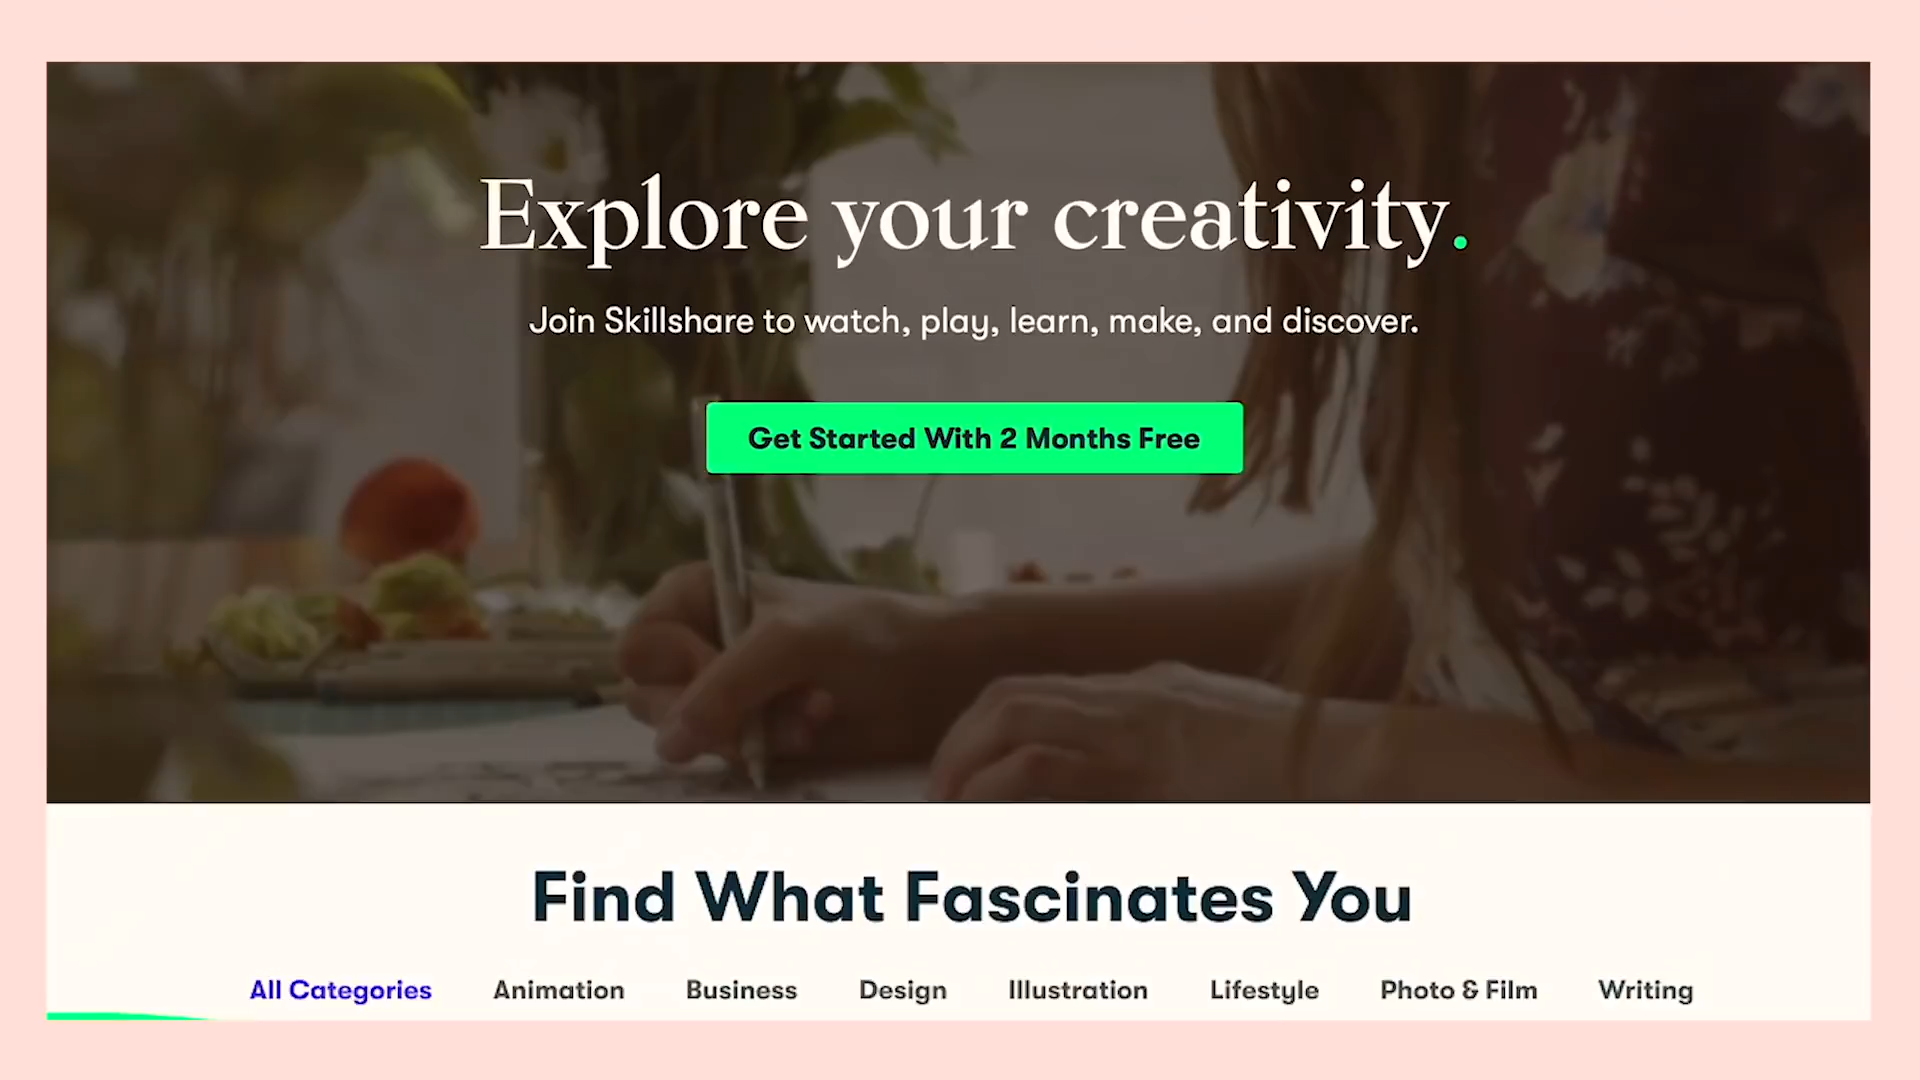 Explore your creativity.
Join Skillshare to watch, play, learn, make, and discover.
Get Started With 2 Months Free
Find What Fascinates You
All Categories Animation Business Design Illustration Lifestyle Photo & Film Writing